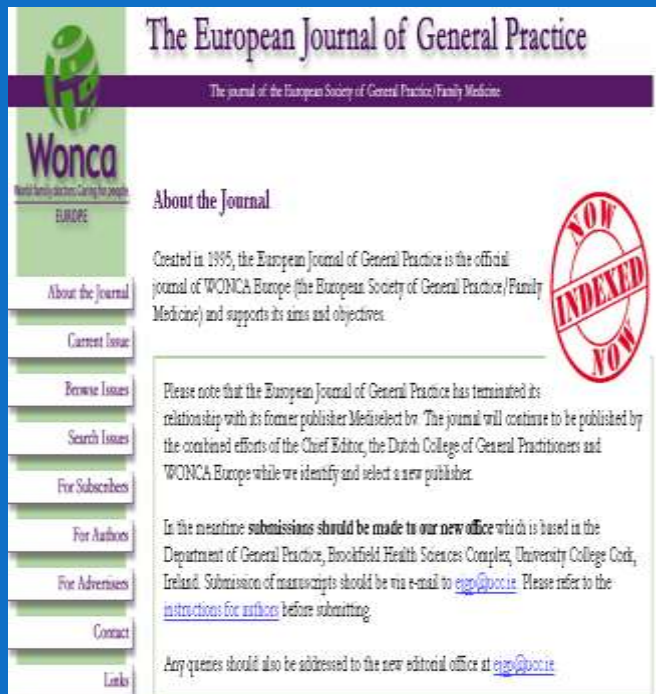 The European Journal of General Practice
The journal of the European Society of General Practice/Family Medicine
Wonca
World family doctors. Caring for people.
EUROPE
About the Journal
Current Issue
Browse Issues
Search Issues
For Subscribers
For Authors
For Advertisers
Contact
Links
About the Journal
NOW
INDEXED
NOW
Created in 1995, the European Journal of General Practice is the official
journal of WONCA Europe (the European Society of General Practice/Family
Medicine) and supports its aims and objectives.
Please note that the European Journal of General Practice has terminated its
relationship with its former publisher Mediselect bv. The journal will continue to be published by
the combined efforts of the Chief Editor, the Dutch College of General Practitioners and
WONCA Europe while we identify and select a new publisher.
In the meantime submissions should be made to our new office which is based in the
Department of General Practice, Brookfield Health Sciences Complex, University College Cork,
Ireland. Submission of manuscripts should be via e-mail to ejgp@ucc.ie. Please refer to the
instructions for authors before submitting.
Any queries should also be addressed to the new editorial office at ejgp@ucc.ie